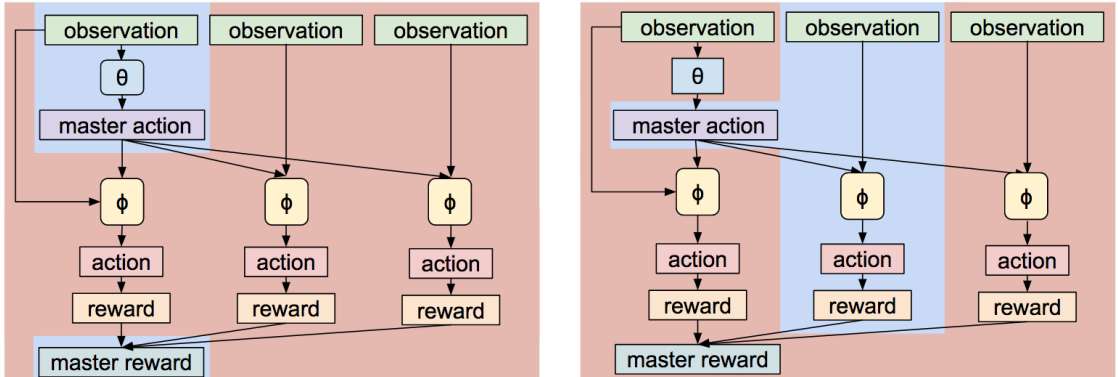 observation observation observation
θ
master action
ϕ ϕ ϕ
action action action
reward reward reward
master reward
observation observation observation
θ
master action
ϕ ϕ ϕ
action action action
reward reward reward
master reward